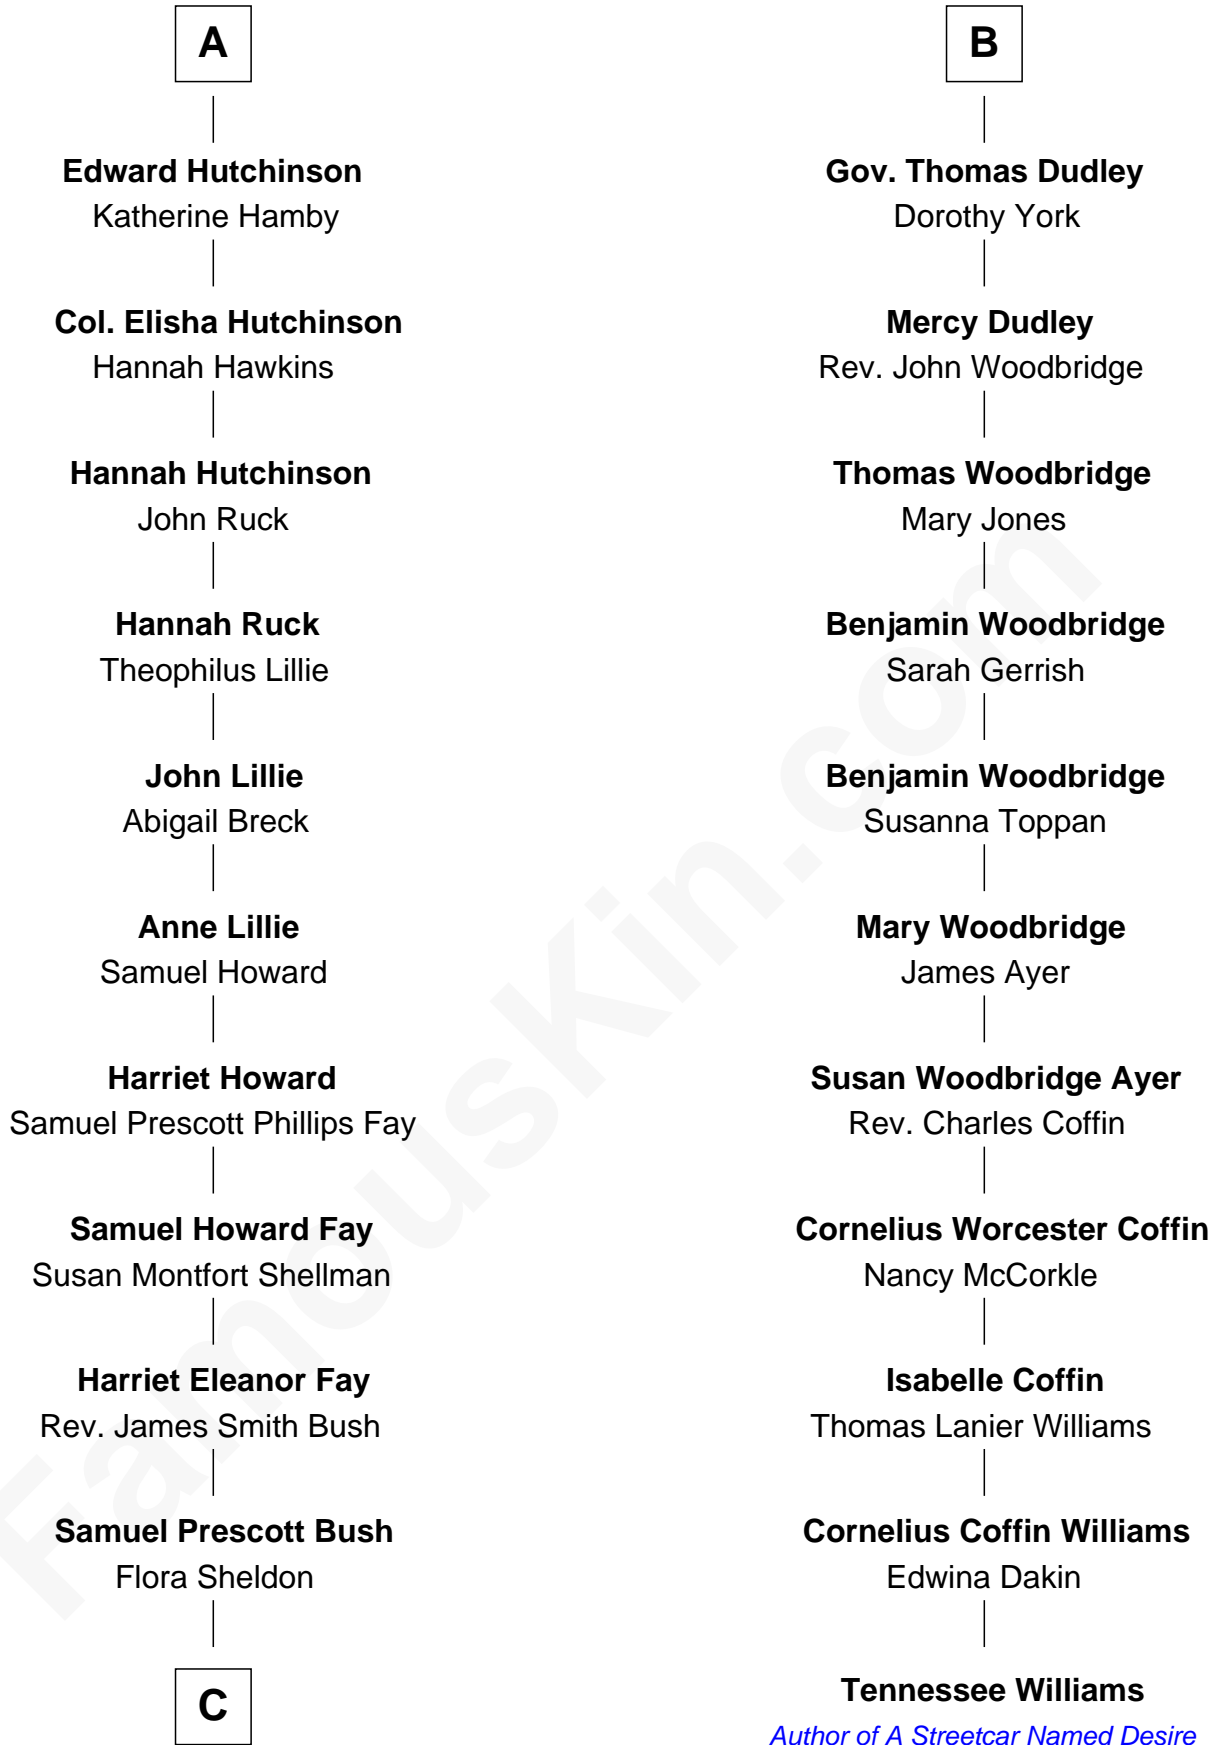 A
Edward Hutchinson
Katherine Hamby
Col. Elisha Hutchinson
Hannah Hawkins
Hannah Hutchinson
John Ruck
Hannah Ruck
Theophilus Lillie
John Lillie
Abigail Breck
Anne Lillie
Samuel Howard
Harriet Howard
Samuel Prescott Phillips Fay
Samuel Howard Fay
Susan Montfort Shellman
Harriet Eleanor Fay
Rev. James Smith Bush
Samuel Prescott Bush
Flora Sheldon
C
B
Gov. Thomas Dudley
Dorothy York
Mercy Dudley
Rev. John Woodbridge
Thomas Woodbridge
Mary Jones
Benjamin Woodbridge
Sarah Gerrish
Benjamin Woodbridge
Susanna Toppan
Mary Woodbridge
James Ayer
Susan Woodbridge Ayer
Rev. Charles Coffin
Cornelius Worcester Coffin
Nancy McCorkle
Isabelle Coffin
Thomas Lanier Williams
Cornelius Coffin Williams
Edwina Dakin
Tennessee Williams
Author of A Streetcar Named Desire
FamousKin.com